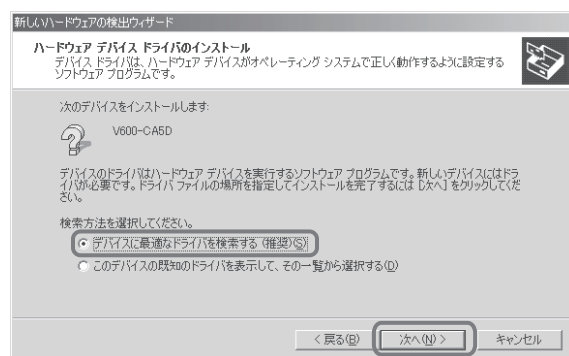 新しいハードウェアの検出ウィザード
ハードウェア デバイス ドライバのインストール
デバイス ドライバは、ハードウェア デバイスがオペレーティング システムで正しく動作するように設定する
ソフトウェア プログラムです。
次のデバイスをインストールします:
V600-CA5D
デバイスのドライバはハードウェア デバイスを実行するソフトウェア プログラムです。新しいデバイスにはドラ
イバが必要です。ドライバ ファイルの場所を指定してインストールを完了するには [次へ] をクリックしてくだ
さい。
検索方法を選択してください。
デバイスに最適なドライバを検索する (推奨)(S)
このデバイスの既知のドライバを表示して、その一覧から選択する(D)
< 戻る(B)
次へ(N) >
キャンセル